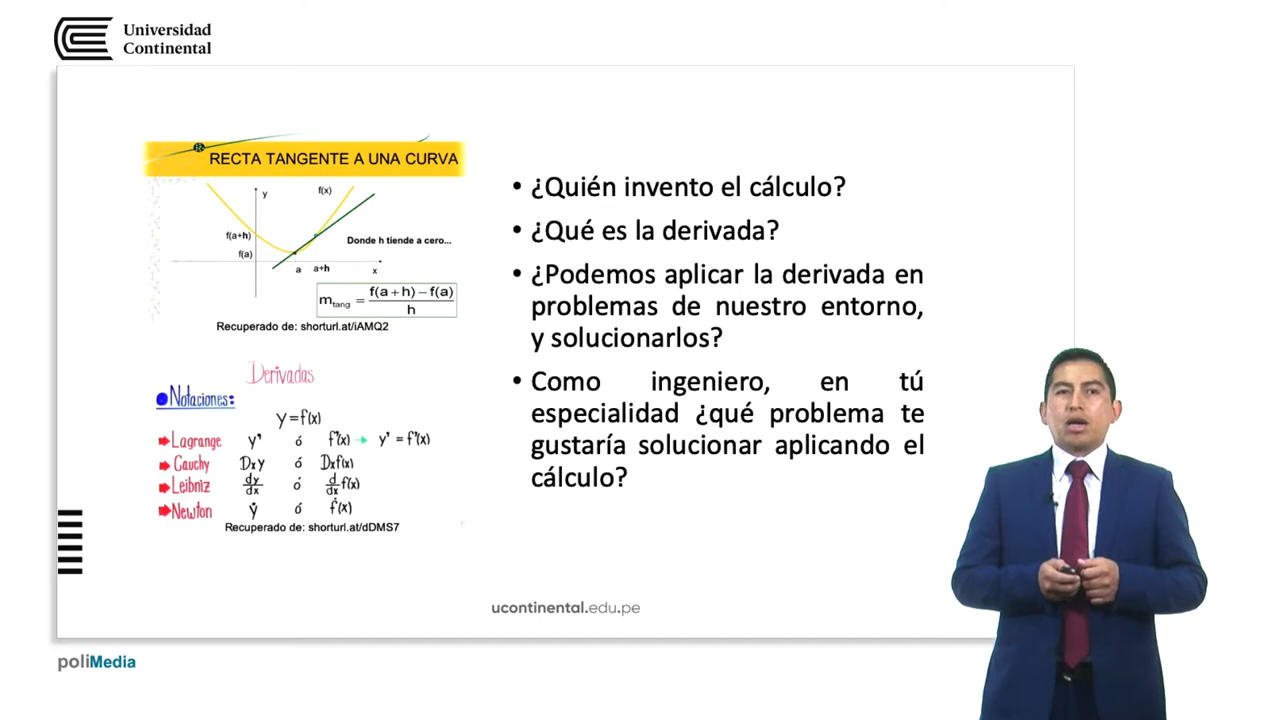 Universidad
Continental
RECTA TANGENTE A UNA CURVA
y
f(x)
f(a+h)
Donde h tiende a cero...
f(a)
a
a+h
x
m tang = f(a+h) – f(a)
h
Recuperado de: shorturl.at/iAMQ2
Derivadas
Notaciones:
y = f(x)
Lagrange y' ó f'(x) → y' = f'(x)
Cauchy Dxy ó Dxf(x)
Leibniz dy/dx ó d/dx f(x)
Newton ẏ ó ḟ(x)
Recuperado de: shorturl.at/dDMS7
• ¿Quién invento el cálculo?
• ¿Qué es la derivada?
• ¿Podemos aplicar la derivada en
problemas de nuestro entorno,
y solucionarlos?
• Como ingeniero, en tú
especialidad ¿qué problema te
gustaría solucionar aplicando el
cálculo?
ucontinental.edu.pe
poliMedia